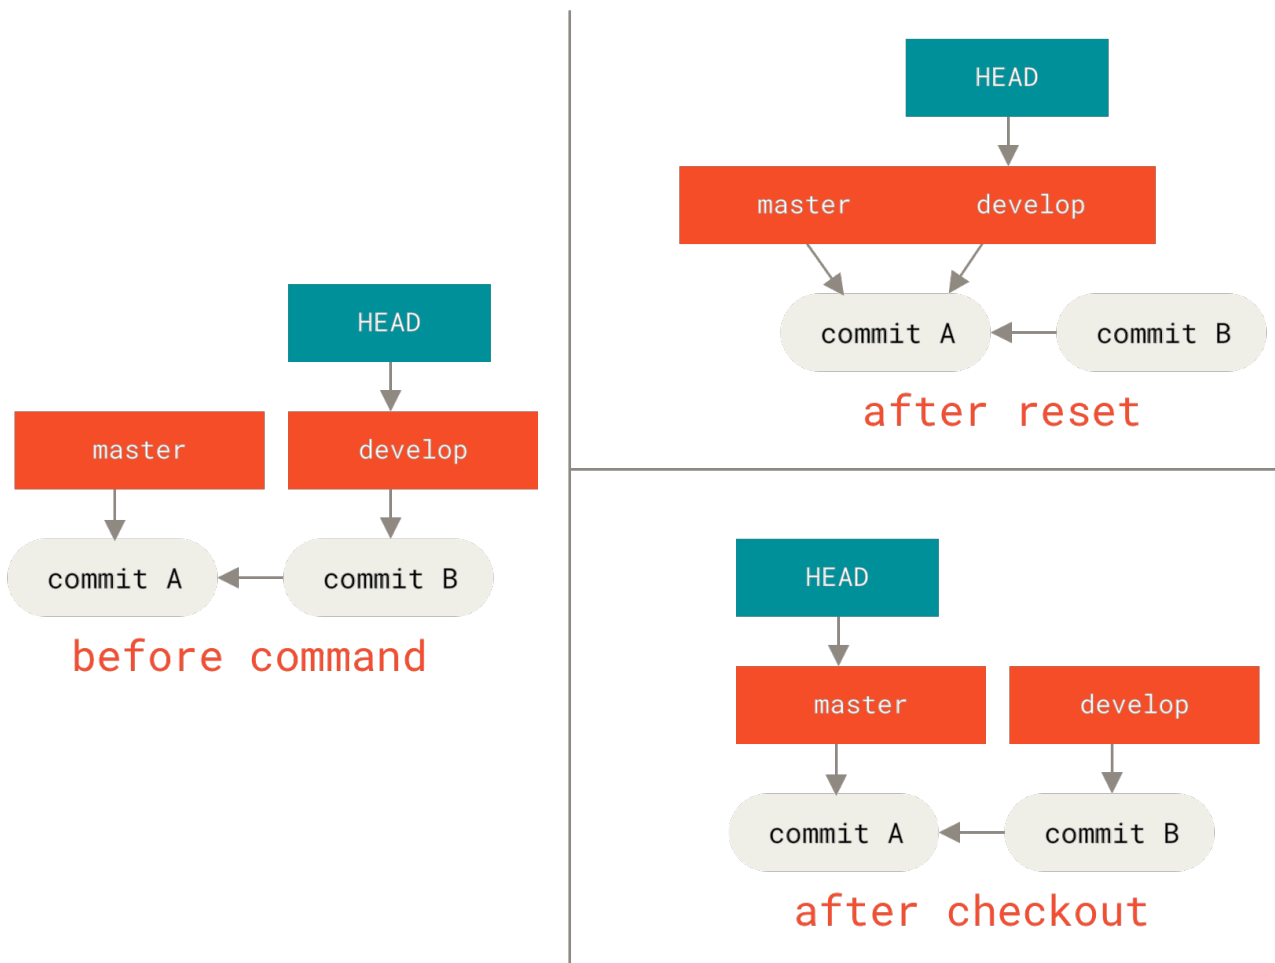 HEAD
master develop
commit A commit B
before command
HEAD
master develop
commit A commit B
after reset
HEAD
master develop
commit A commit B
after checkout